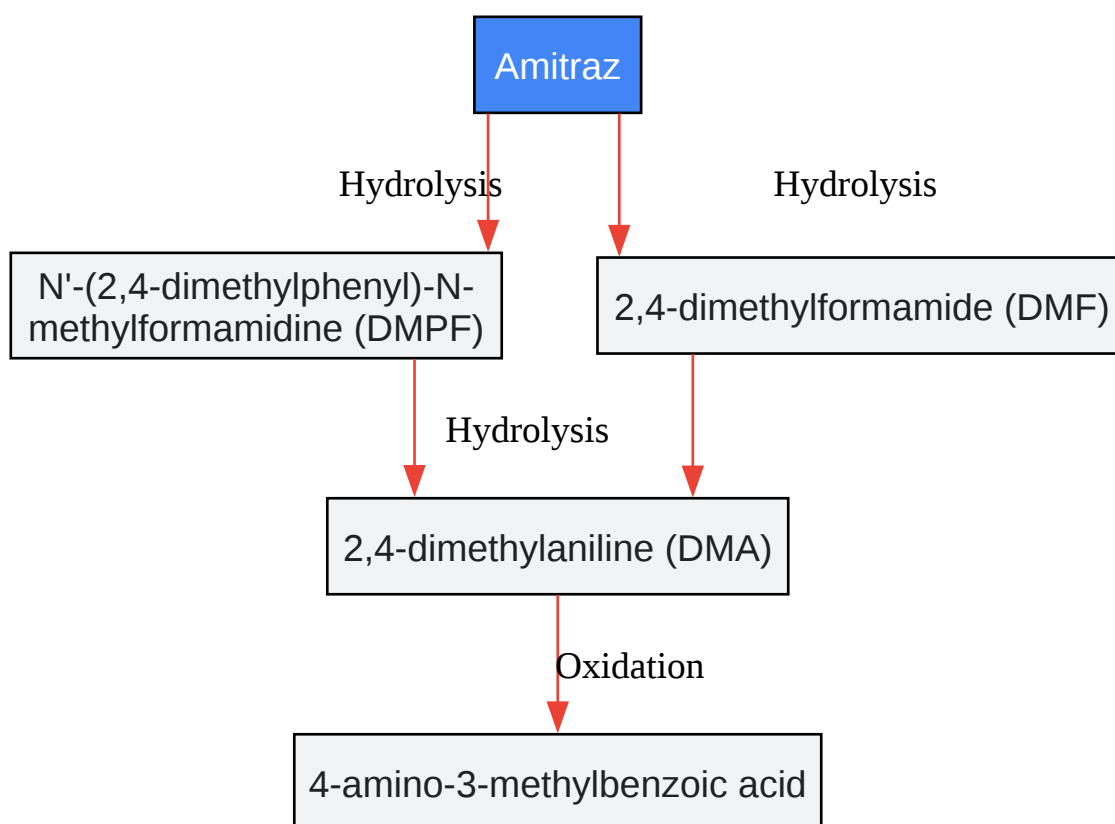 Amitraz
Hydrolysis
Hydrolysis
N'-(2,4-dimethylphenyl)-N-
methylformamidine (DMPF)
2,4-dimethylformamide (DMF)
Hydrolysis
2,4-dimethylaniline (DMA)
Oxidation
4-amino-3-methylbenzoic acid